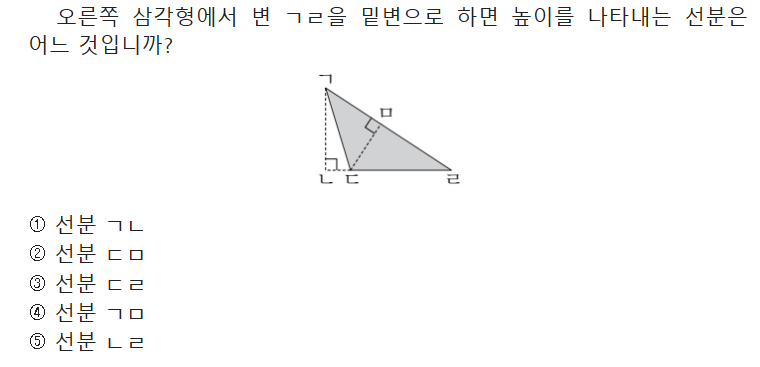 오른쪽 삼각형에서 변 ㄱㄹ을 밑변으로 하면 높이를 나타내는 선분은
어느 것입니까?
ㄱ
ㅁ
ㄴ ㄷ ㄹ
① 선분 ㄱㄴ
② 선분 ㄷㅁ
③ 선분 ㄷㄹ
④ 선분 ㄱㅁ
⑤ 선분 ㄴㄹ